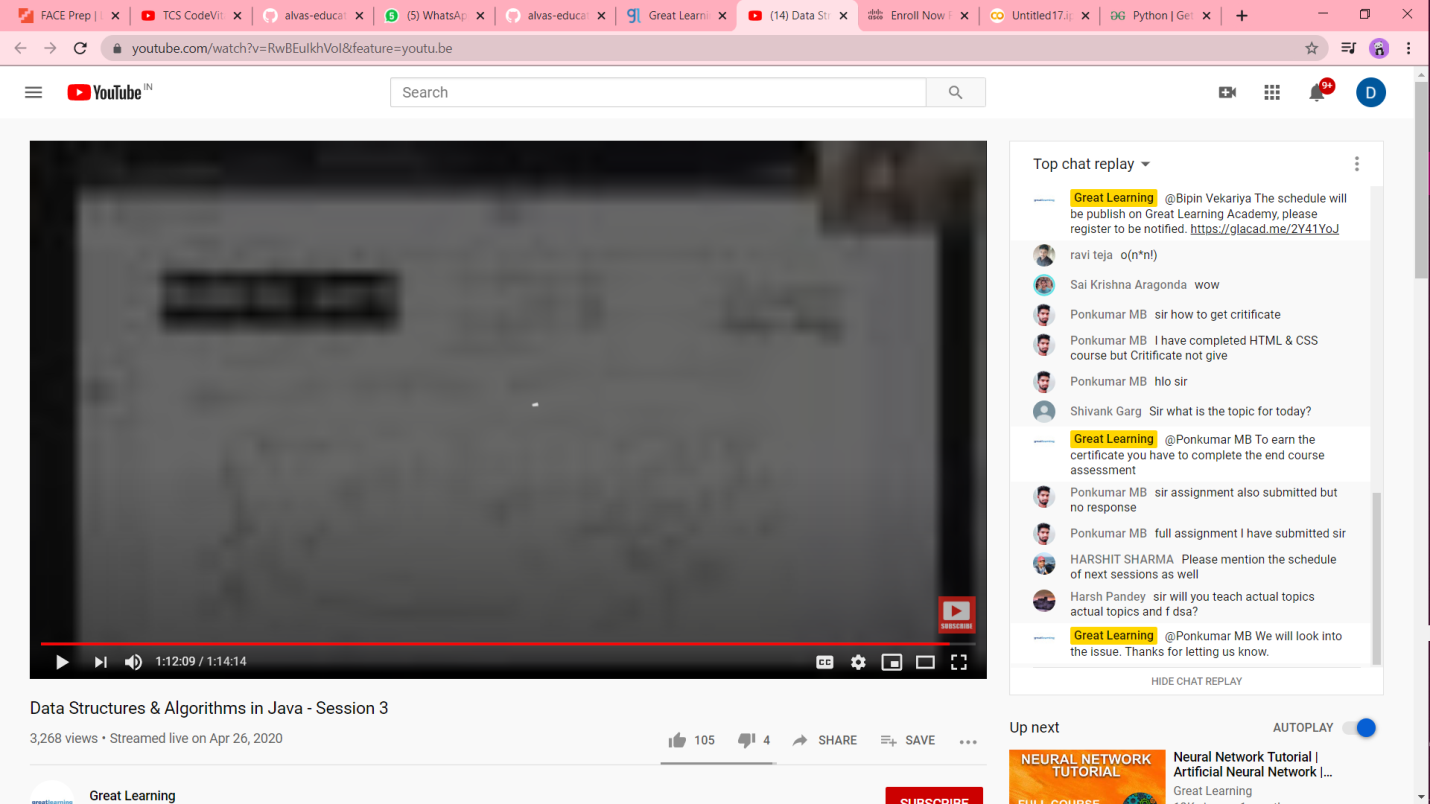 FACE Prep | L
TCS CodeVit
alvas-educat
(5) WhatsAp
alvas-educat
Great Learni
(14) Data Str
Enroll Now F
Untitled17.ip
Python | Get
youtube.com/watch?v=RwBEuIkhVoI&feature=youtu.be
YouTube IN
Search
9+
D
Top chat replay
Great Learning @Bipin Vekariya The schedule will
be publish on Great Learning Academy, please
register to be notified. https://glacad.me/2Y41YoJ
ravi teja o(n*n!)
Sai Krishna Aragonda wow
Ponkumar MB sir how to get critificate
Ponkumar MB I have completed HTML & CSS
course but Critificate not give
Ponkumar MB hlo sir
Shivank Garg Sir what is the topic for today?
Great Learning @Ponkumar MB To earn the
certificate you have to complete the end course
assessment
Ponkumar MB sir assignment also submitted but
no response
Ponkumar MB full assignment I have submitted sir
HARSHIT SHARMA Please mention the schedule
of next sessions as well
Harsh Pandey sir will you teach actual topics
actual topics and f dsa?
Great Learning @Ponkumar MB We will look into
the issue. Thanks for letting us know.
HIDE CHAT REPLAY
SUBSCRIBE
1:12:09 / 1:14:14
CC
Data Structures & Algorithms in Java - Session 3
3,268 views • Streamed live on Apr 26, 2020
105
4
SHARE
SAVE
Great Learning
SUBSCRIBE
Up next
AUTOPLAY
NEURAL NETWORK
TUTORIAL
FULL COURSE
Neural Network Tutorial |
Artificial Neural Network |...
Great Learning